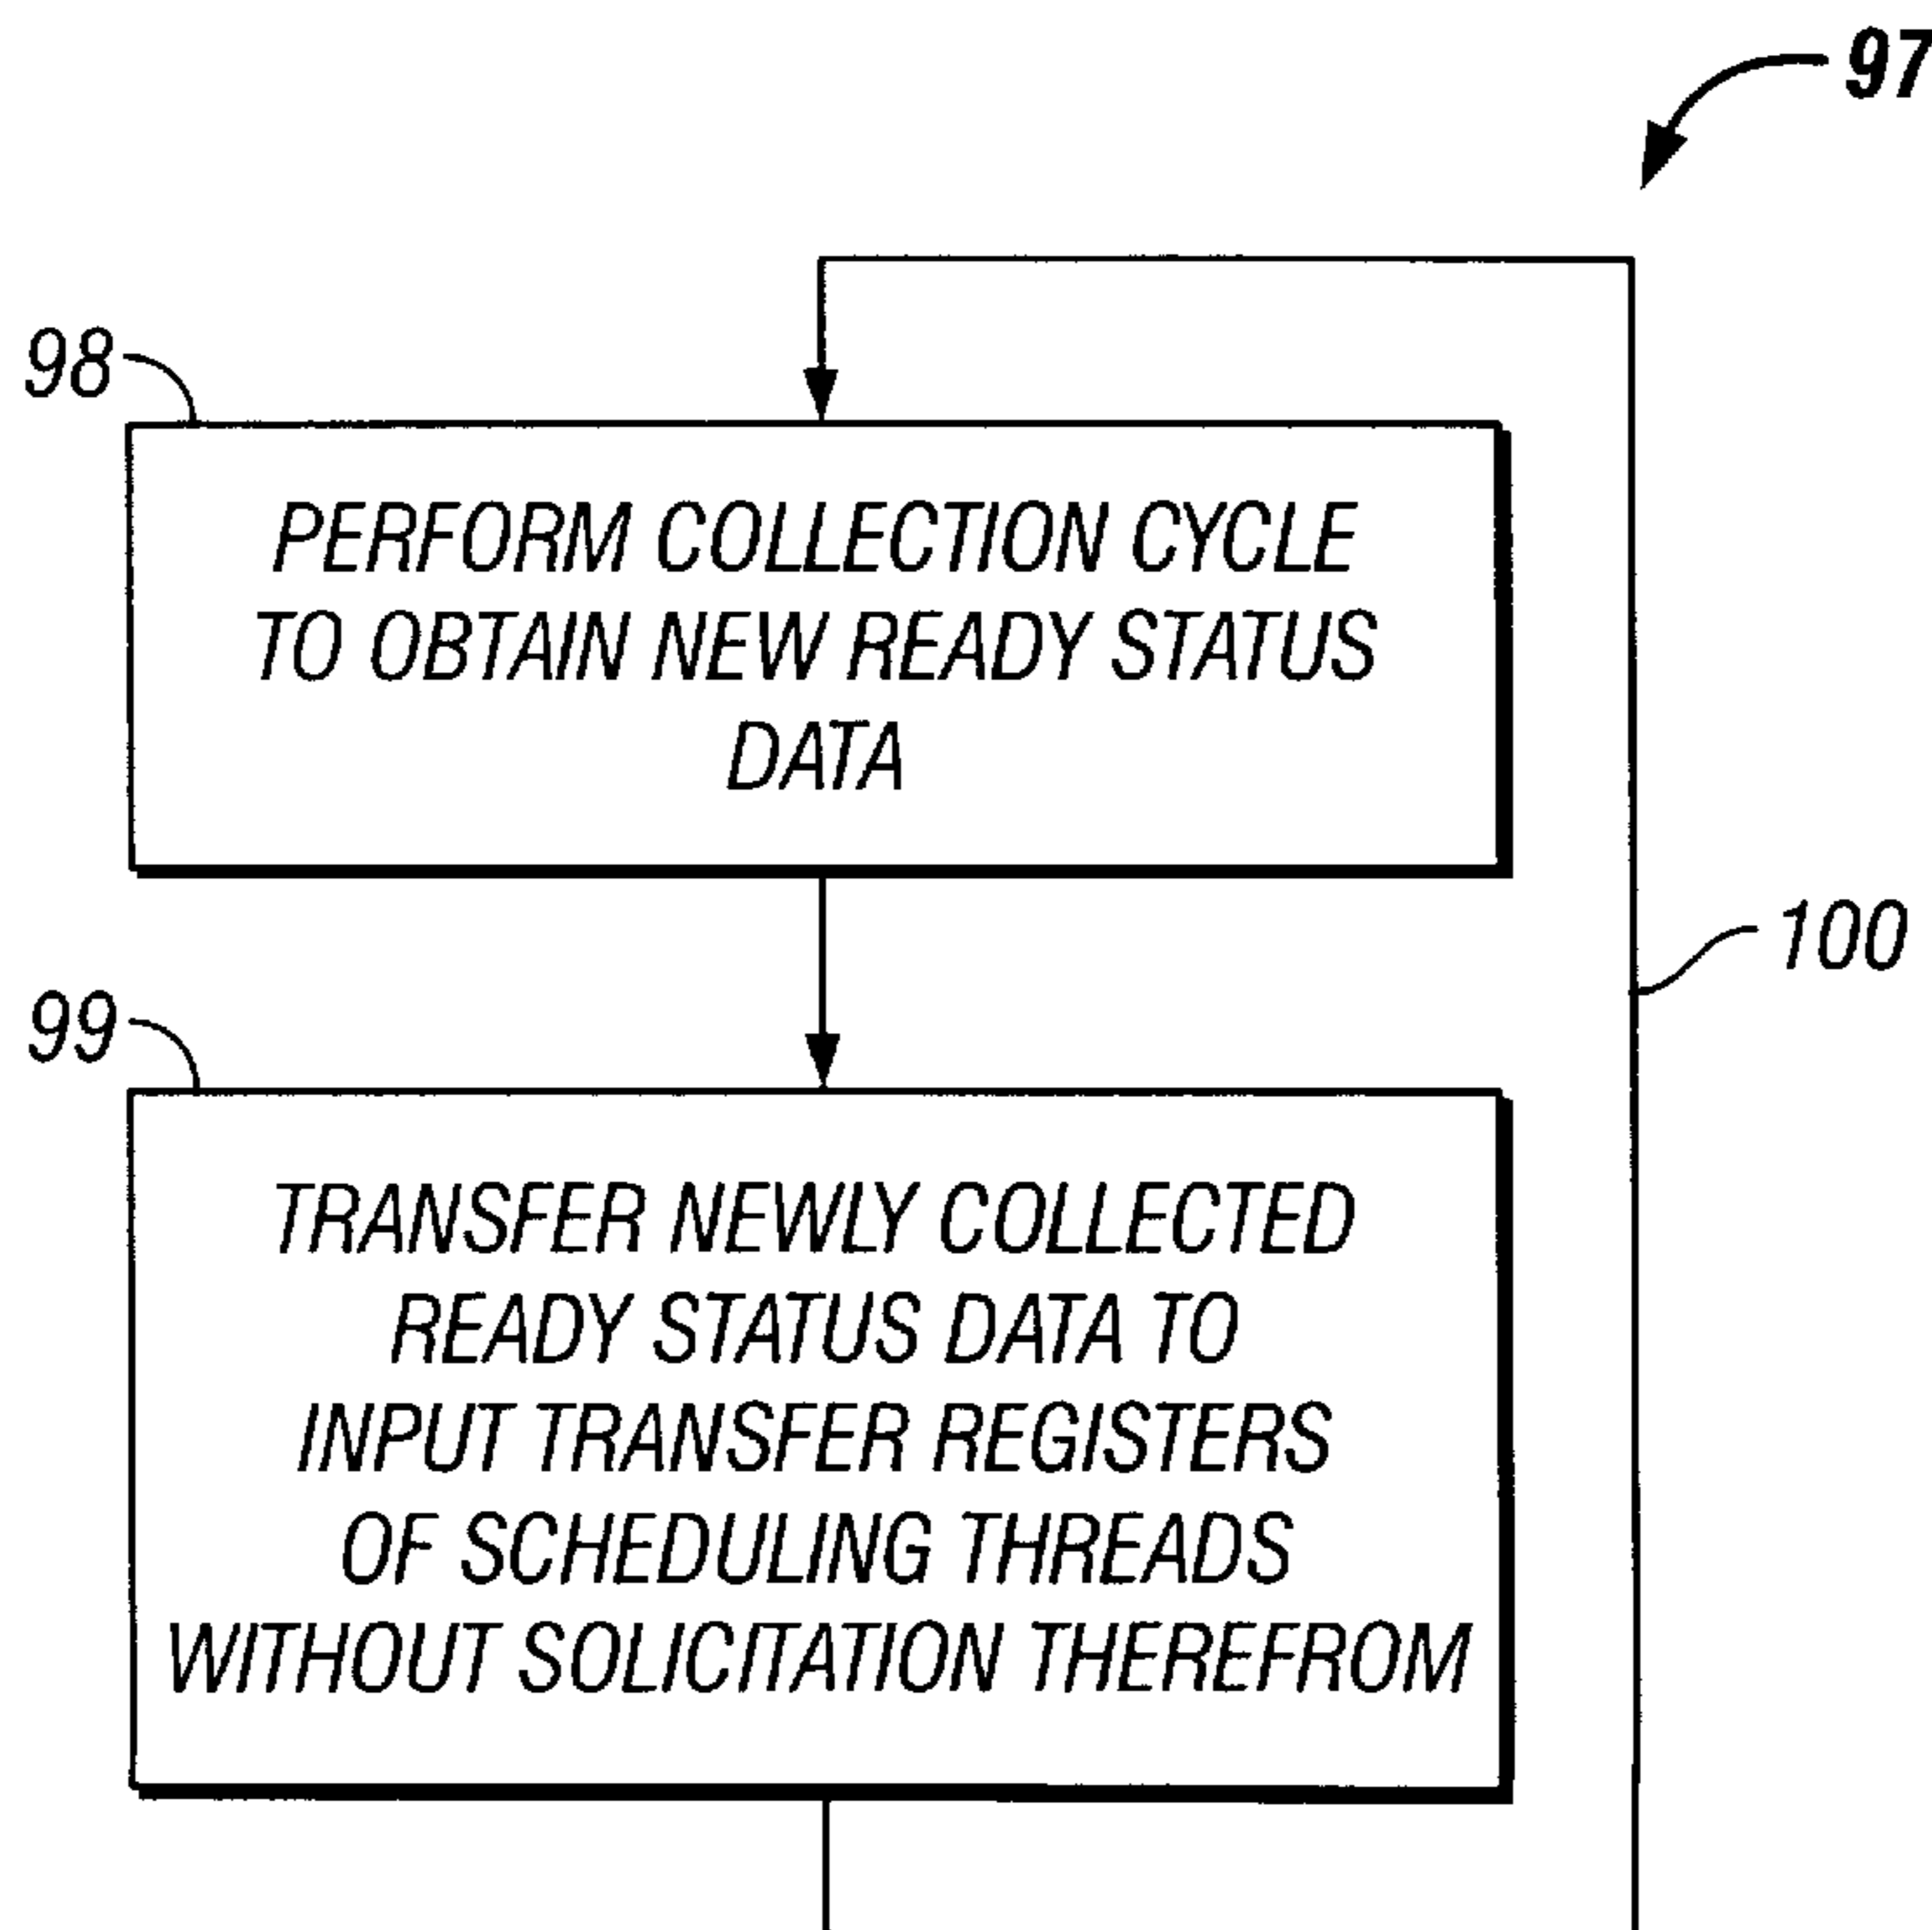 97
98
PERFORM COLLECTION CYCLE
TO OBTAIN NEW READY STATUS
DATA
100
99
TRANSFER NEWLY COLLECTED
READY STATUS DATA TO
INPUT TRANSFER REGISTERS
OF SCHEDULING THREADS
WITHOUT SOLICITATION THEREFROM